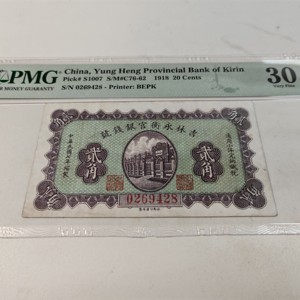 PMG
PAPER MONEY GUARANTY
China, Yung Heng Provincial Bank of Kirin
Pick# S1007 S/M#C76-62 1918 20 Cents
S/N 0269428 - Printer: BEPK
30
Very Fine
號錢銀官衡永林吉
貳角
貳角
0269428